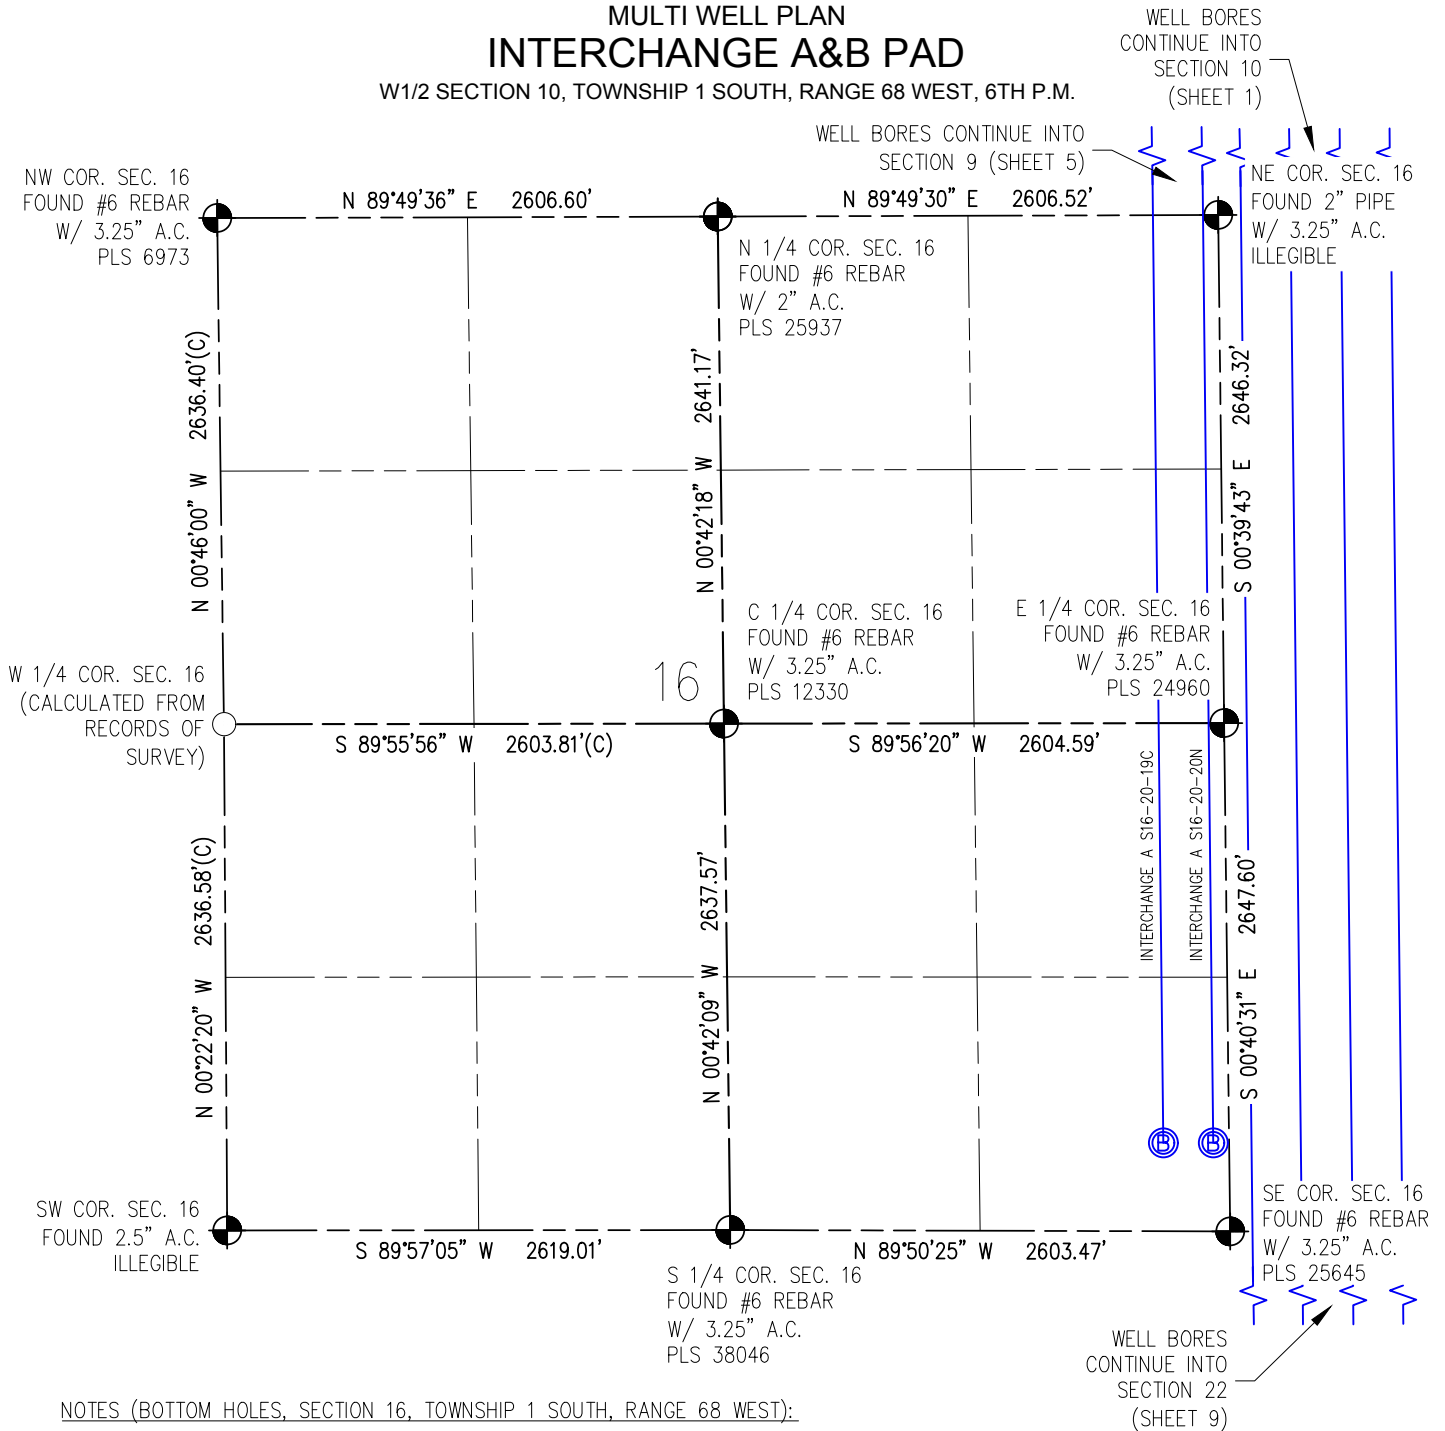 MULTI WELL PLAN
INTERCHANGE A&B PAD
W1/2 SECTION 10, TOWNSHIP 1 SOUTH, RANGE 68 WEST, 6TH P.M.
WELL BORES
CONTINUE INTO
SECTION 10
(SHEET 1)
WELL BORES CONTINUE INTO
SECTION 9 (SHEET 5)
NW COR. SEC. 16
FOUND #6 REBAR
W/ 3.25" A.C.
PLS 6973
N 89°49'36" E 2606.60'
N 89°49'30" E 2606.52'
NE COR. SEC. 16
FOUND 2" PIPE
W/ 3.25" A.C.
ILLEGIBLE
N 1/4 COR. SEC. 16
FOUND #6 REBAR
W/ 2" A.C.
PLS 25937
N 00°46'00" W 2636.40'(C)
N 00°42'18" W 2641.17'
S 00°39'43" E 2646.32'
C 1/4 COR. SEC. 16
FOUND #6 REBAR
W/ 3.25" A.C.
PLS 12330
E 1/4 COR. SEC. 16
FOUND #6 REBAR
W/ 3.25" A.C.
PLS 24960
W 1/4 COR. SEC. 16
(CALCULATED FROM
RECORDS OF
SURVEY)
16
S 89°55'56" W 2603.81'(C)
S 89°56'20" W 2604.59'
INTERCHANGE A S16-20-19C
INTERCHANGE A S16-20-20N
N 00°22'20" W 2636.58'(C)
N 00°42'09" W 2637.57'
S 00°40'31" E 2647.60'
B
B
SW COR. SEC. 16
FOUND 2.5" A.C.
ILLEGIBLE
S 89°57'05" W 2619.01'
N 89°50'25" W 2603.47'
SE COR. SEC. 16
FOUND #6 REBAR
W/ 3.25" A.C.
PLS 25645
S 1/4 COR. SEC. 16
FOUND #6 REBAR
W/ 3.25" A.C.
PLS 38046
WELL BORES
CONTINUE INTO
SECTION 22
(SHEET 9)
NOTES (BOTTOM HOLES, SECTION 16, TOWNSHIP 1 SOUTH, RANGE 68 WEST):